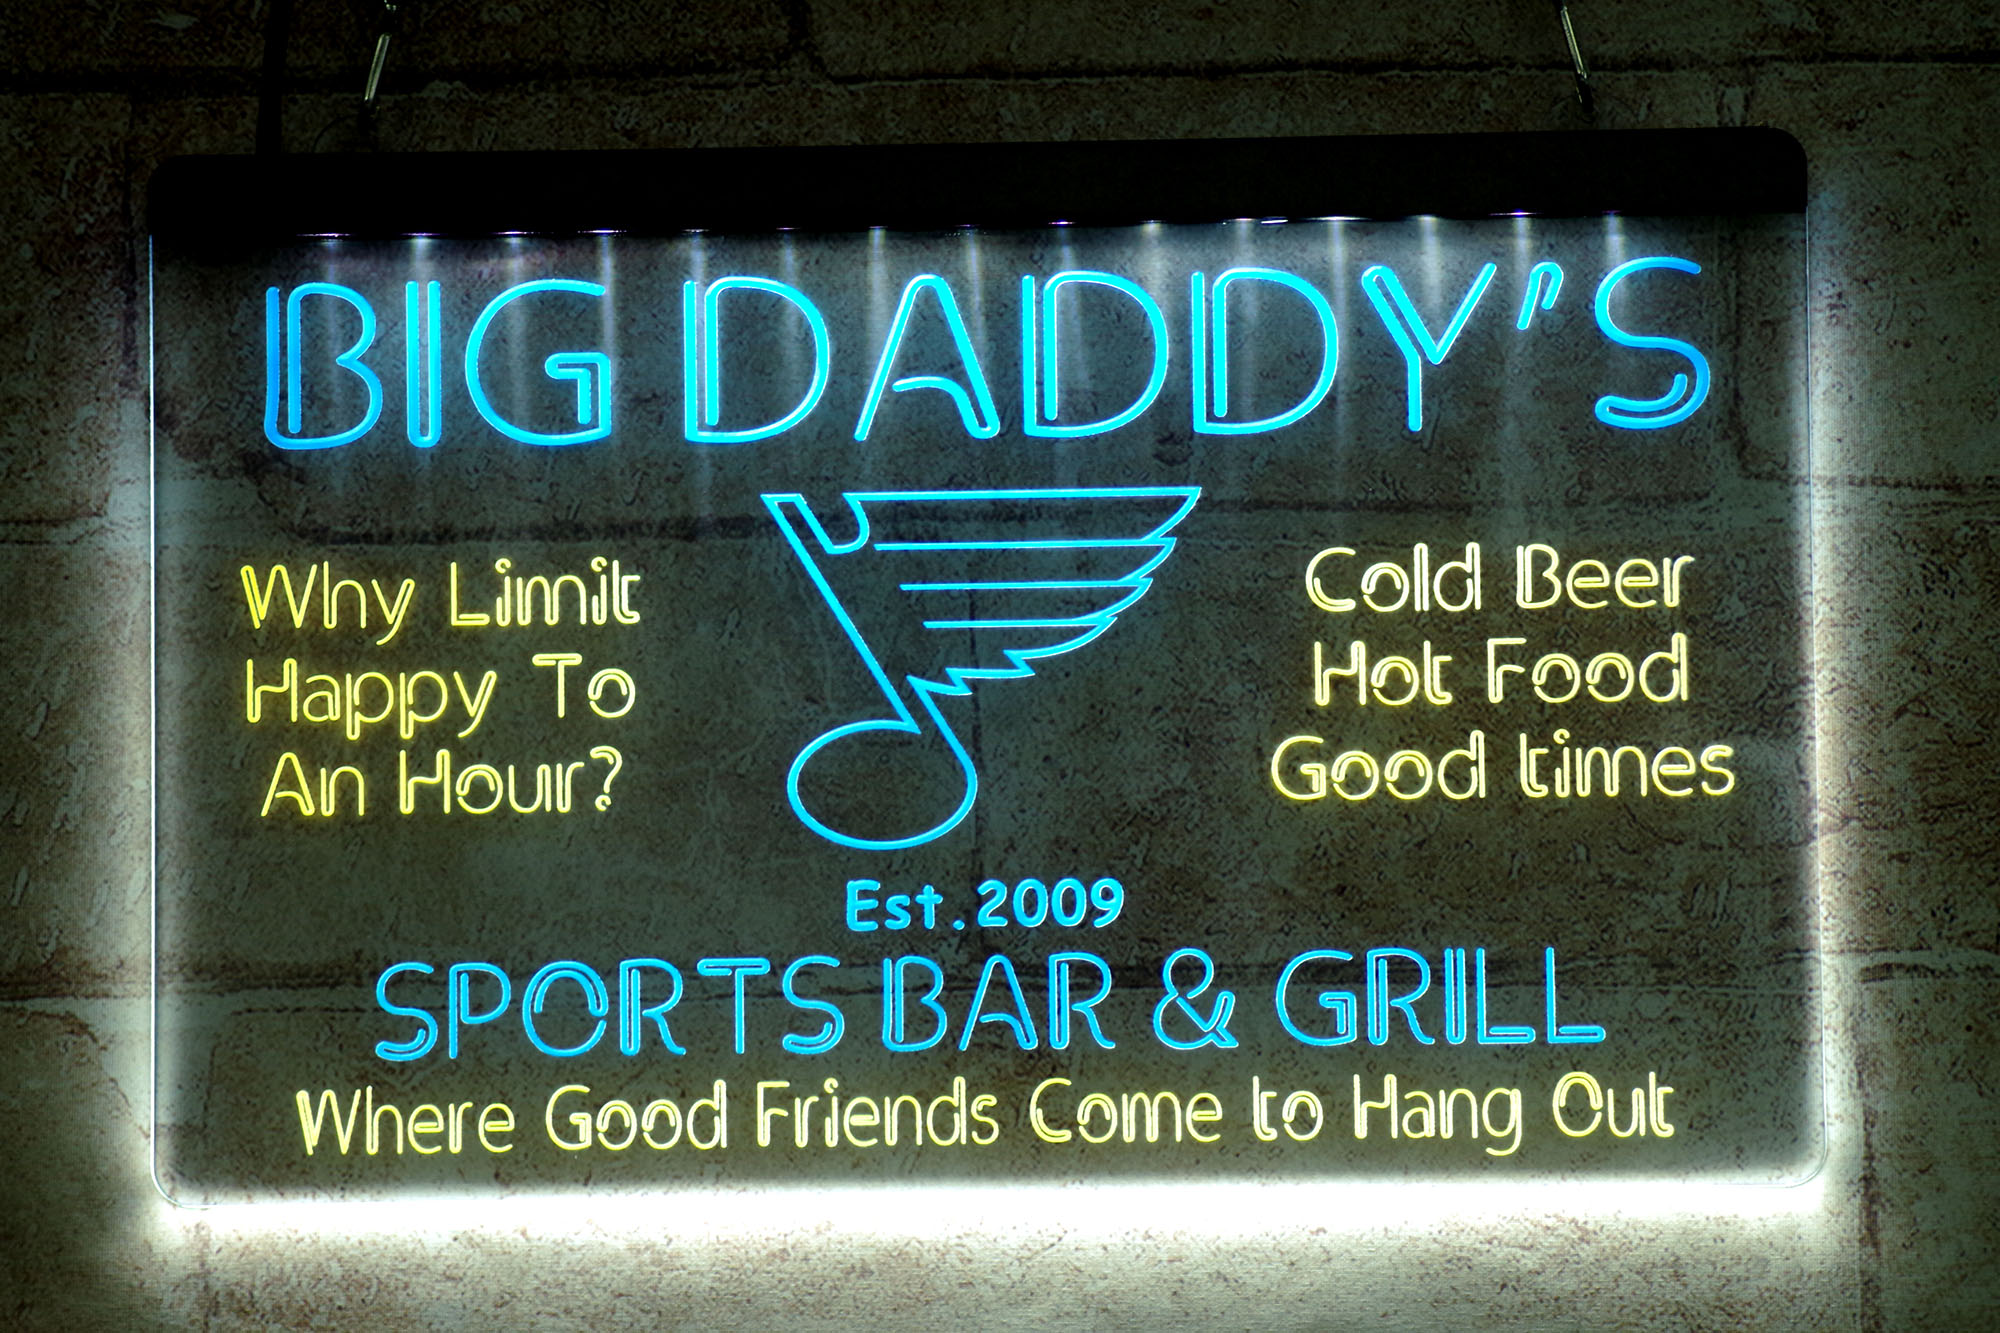 BIG DADDY'S
Why Limit
Happy To
An Hour?
Cold Beer
Hot Food
Good times
Est.2009
SPORTS BAR & GRILL
Where Good Friends Come to Hang Out